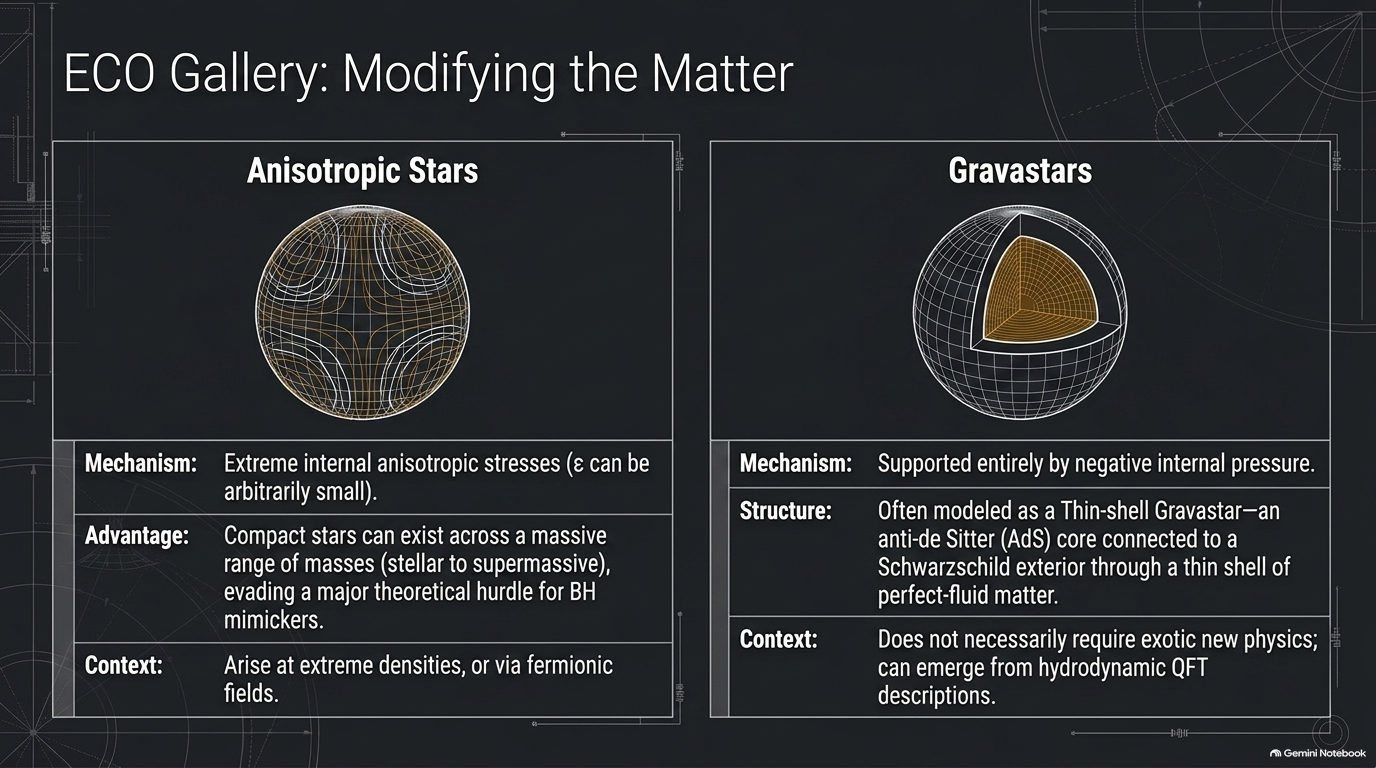 ECO Gallery: Modifying the Matter
Anisotropic Stars
Mechanism: Extreme internal anisotropic stresses (ε can be
arbitrarily small).
Advantage: Compact stars can exist across a massive
range of masses (stellar to supermassive),
evading a major theoretical hurdle for BH
mimickers.
Context: Arise at extreme densities, or via fermionic
fields.
Gravastars
Mechanism: Supported entirely by negative internal pressure.
Structure: Often modeled as a Thin-shell Gravastar—an
anti-de Sitter (AdS) core connected to a
Schwarzschild exterior through a thin shell of
perfect-fluid matter.
Context: Does not necessarily require exotic new physics;
can emerge from hydrodynamic QFT
descriptions.
Gemini Notebook